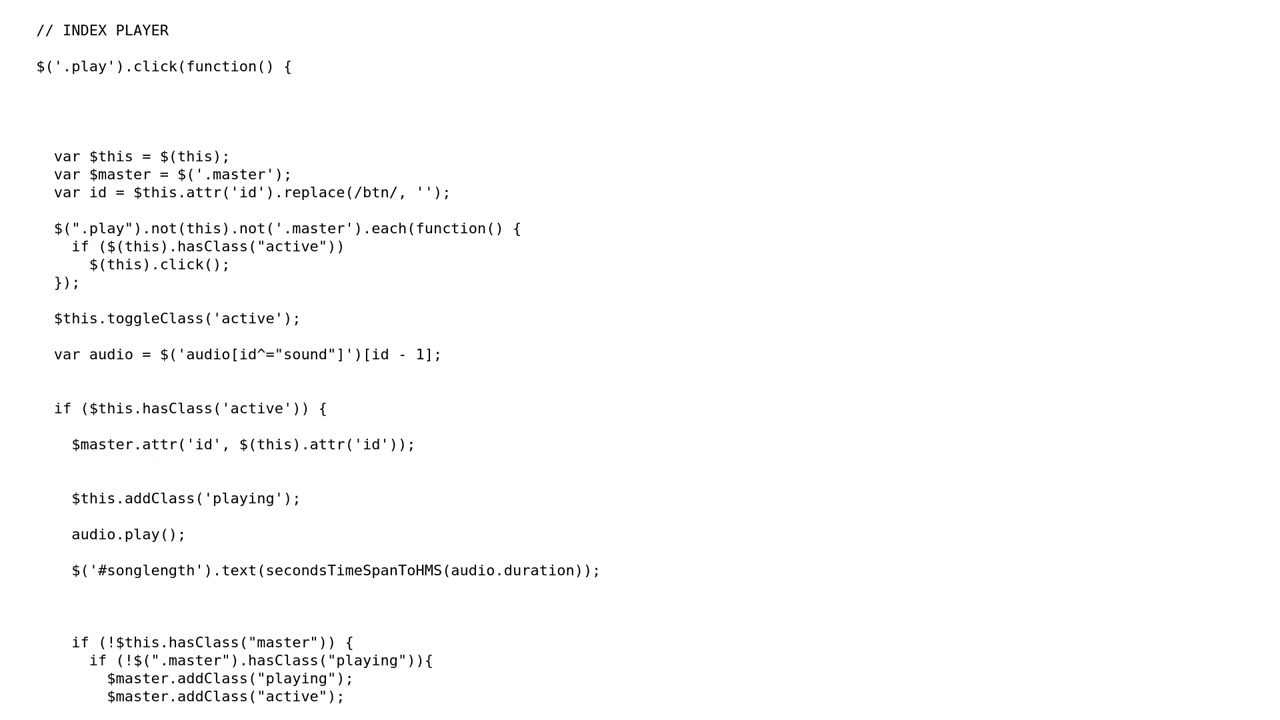 // INDEX PLAYER
$('.play').click(function() {
var $this = $(this);
var $master = $('.master');
var id = $this.attr('id').replace(/btn/, '');
$(".play").not(this).not('.master').each(function() {
if ($(this).hasClass("active"))
$(this).click();
});
$this.toggleClass('active');
var audio = $('audio[id^="sound"]')[id - 1];
if ($this.hasClass('active')) {
$master.attr('id', $(this).attr('id'));
$this.addClass('playing');
audio.play();
$('#songlength').text(secondsTimeSpanToHMS(audio.duration));
if (!$this.hasClass("master")) {
if (!$(".master").hasClass("playing")){
$master.addClass("playing");
$master.addClass("active");